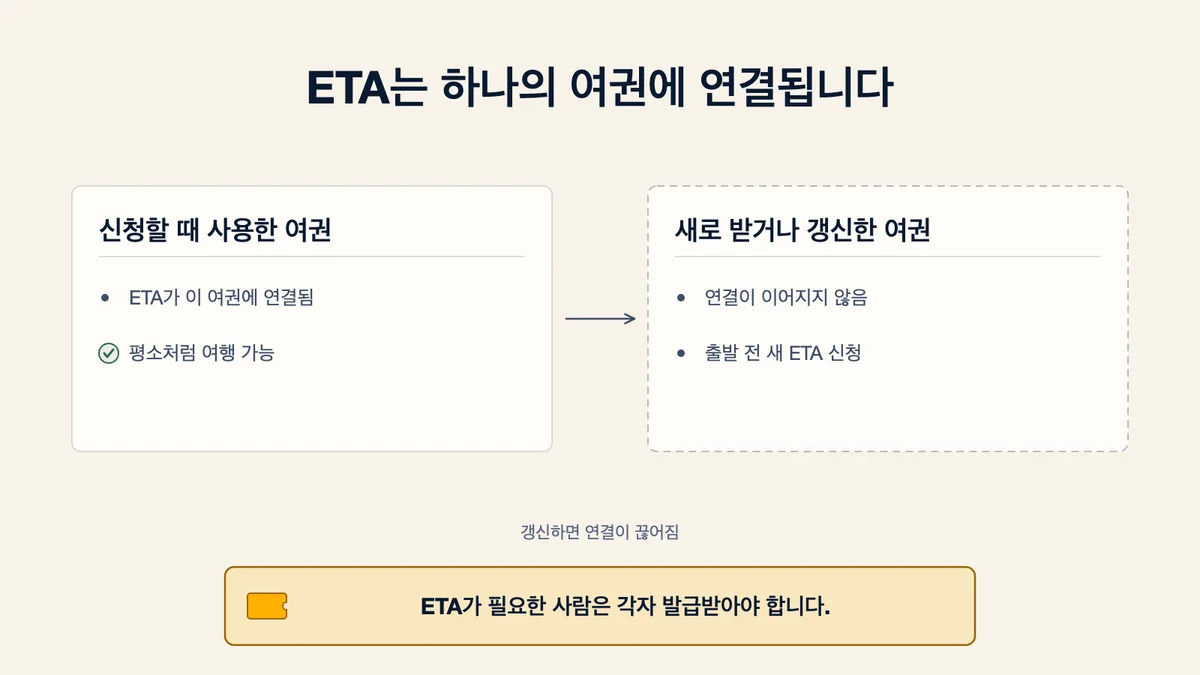 ETA는 하나의 여권에 연결됩니다
신청할 때 사용한 여권
• ETA가 이 여권에 연결됨
평소처럼 여행 가능
새로 받거나 갱신한 여권
• 연결이 이어지지 않음
• 출발 전 새 ETA 신청
갱신하면 연결이 끊어짐
ETA가 필요한 사람은 각자 발급받아야 합니다.